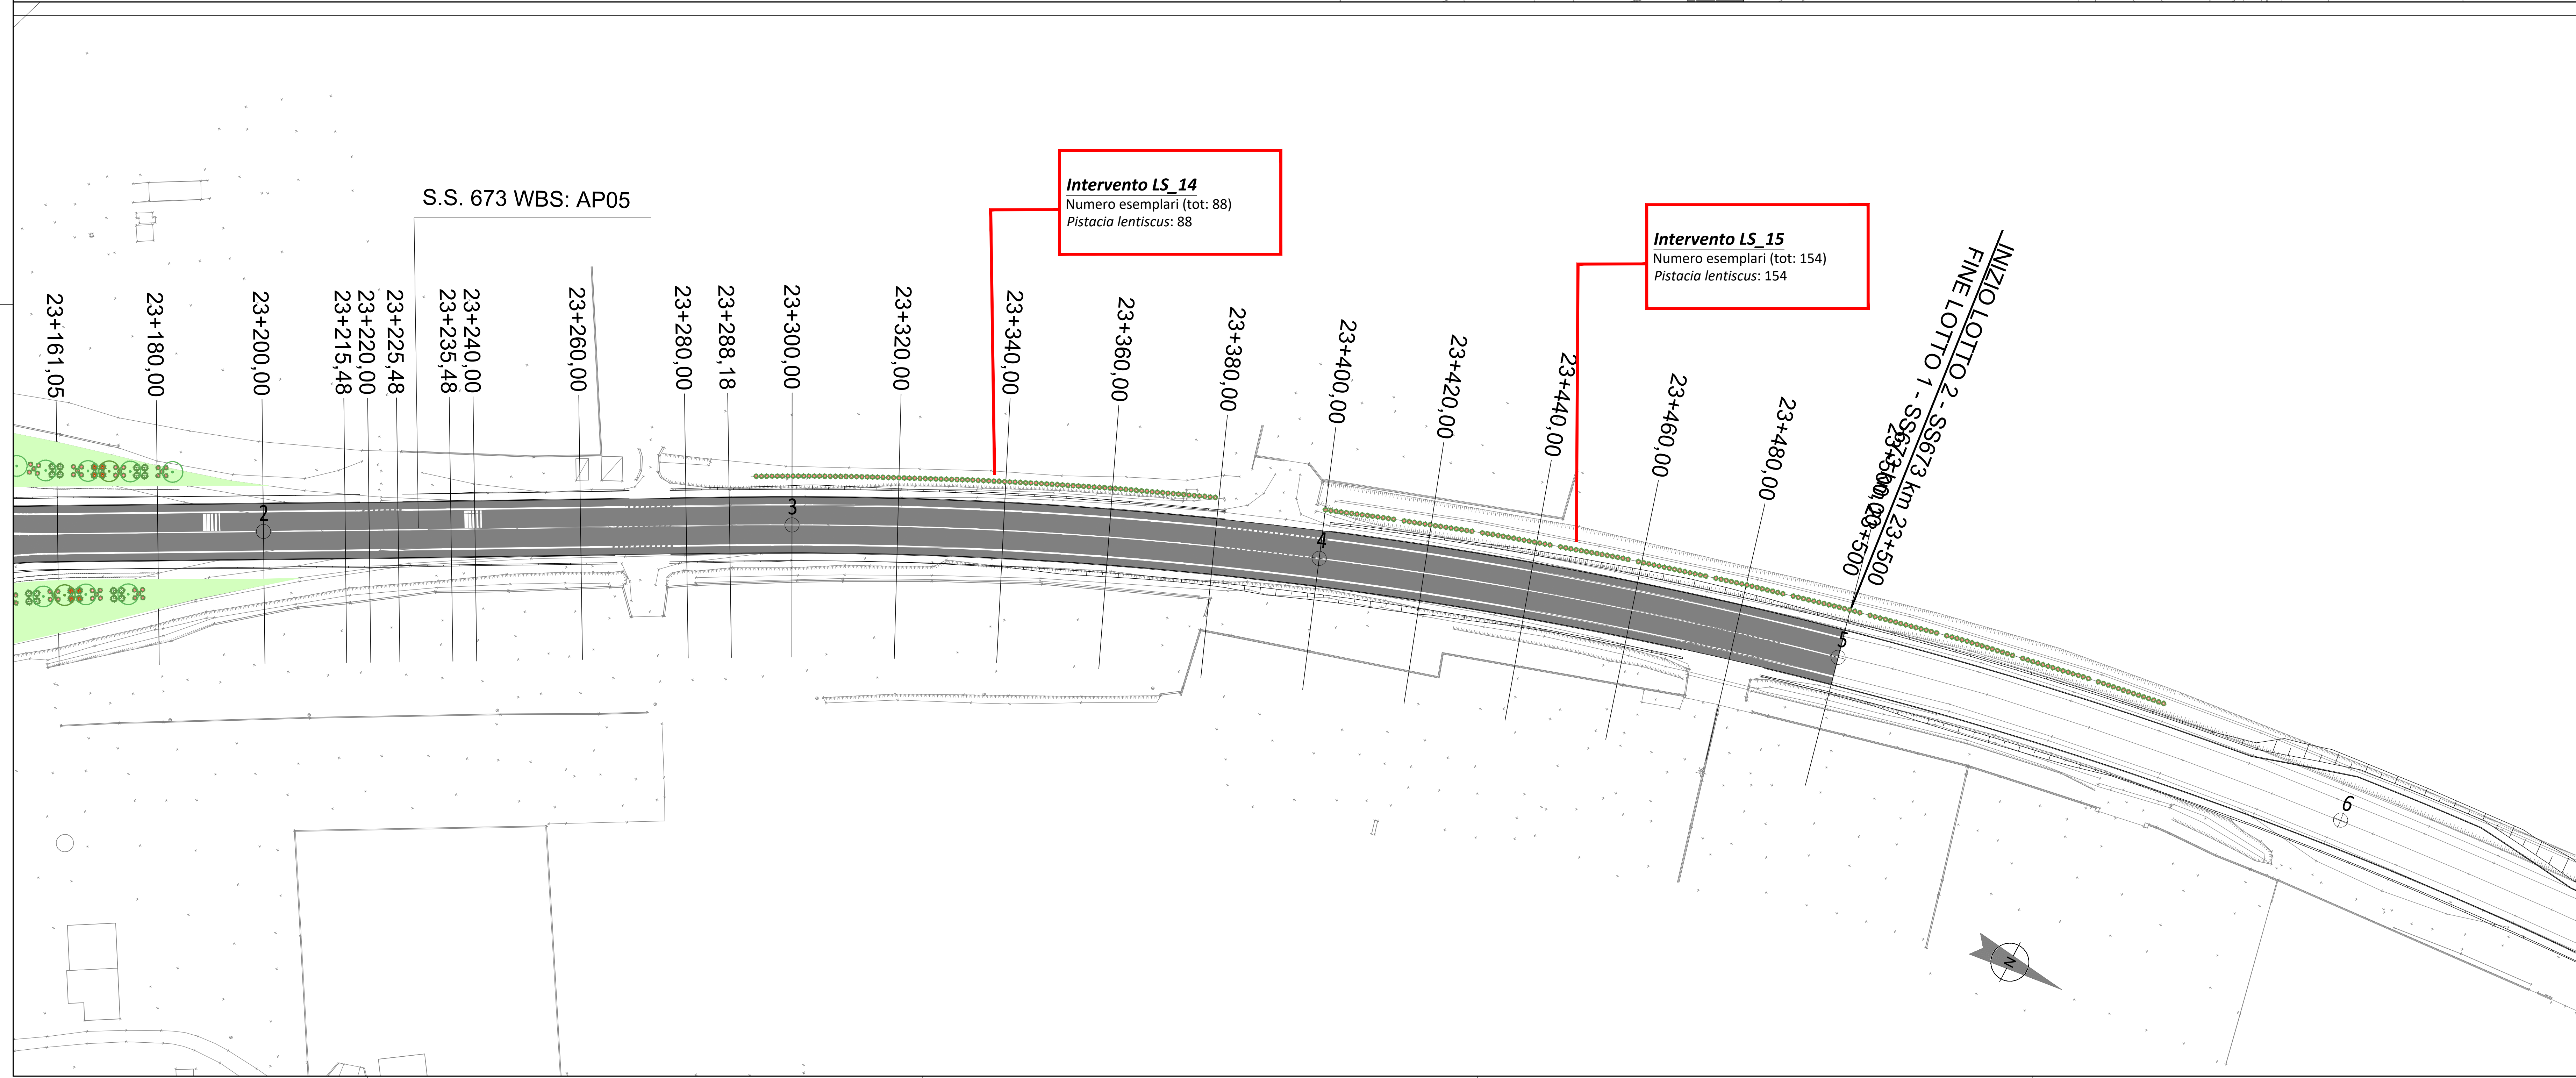 S.S. 673 WBS: AP05
Intervento LS_14
Numero esemplari (tot: 88)
Pistacia lentiscus: 88
Intervento LS_15
Numero esemplari (tot: 154)
Pistacia lentiscus: 154
INIZIO LOTTO 2 - SS673 km 23+500
FINE LOTTO 1 - SS673 km 23+500
23+161,05
23+180,00
23+200,00
23+215,48
23+220,00
23+225,48
23+235,48
23+240,00
23+260,00
23+280,00
23+288,18
23+300,00
23+320,00
23+340,00
23+360,00
23+380,00
23+400,00
23+420,00
23+440,00
23+460,00
23+480,00
23+500,00
2
3
4
5
6
N